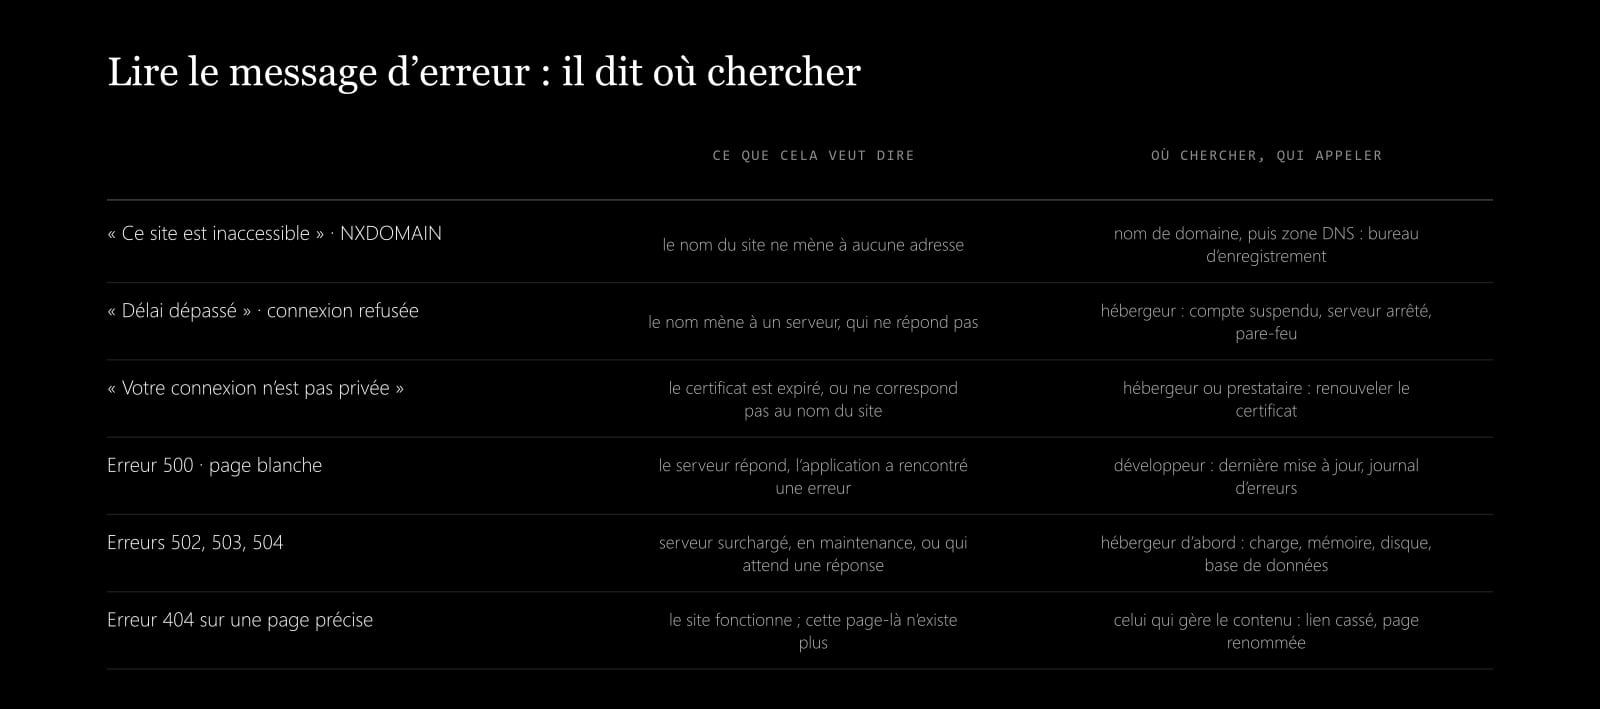 Lire le message d’erreur : il dit où chercher
CE QUE CELA VEUT DIRE
OÙ CHERCHER, QUI APPELER
« Ce site est inaccessible » · NXDOMAIN
le nom du site ne mène à aucune adresse
nom de domaine, puis zone DNS : bureau
d’enregistrement
« Délai dépassé » · connexion refusée
le nom mène à un serveur, qui ne répond pas
hébergeur : compte suspendu, serveur arrêté,
pare-feu
« Votre connexion n’est pas privée »
le certificat est expiré, ou ne correspond
pas au nom du site
hébergeur ou prestataire : renouveler le
certificat
Erreur 500 · page blanche
le serveur répond, l’application a rencontré
une erreur
développeur : dernière mise à jour, journal
d’erreurs
Erreurs 502, 503, 504
serveur surchargé, en maintenance, ou qui
attend une réponse
hébergeur d’abord : charge, mémoire, disque,
base de données
Erreur 404 sur une page précise
le site fonctionne ; cette page-là n’existe
plus
celui qui gère le contenu : lien cassé, page
renommée